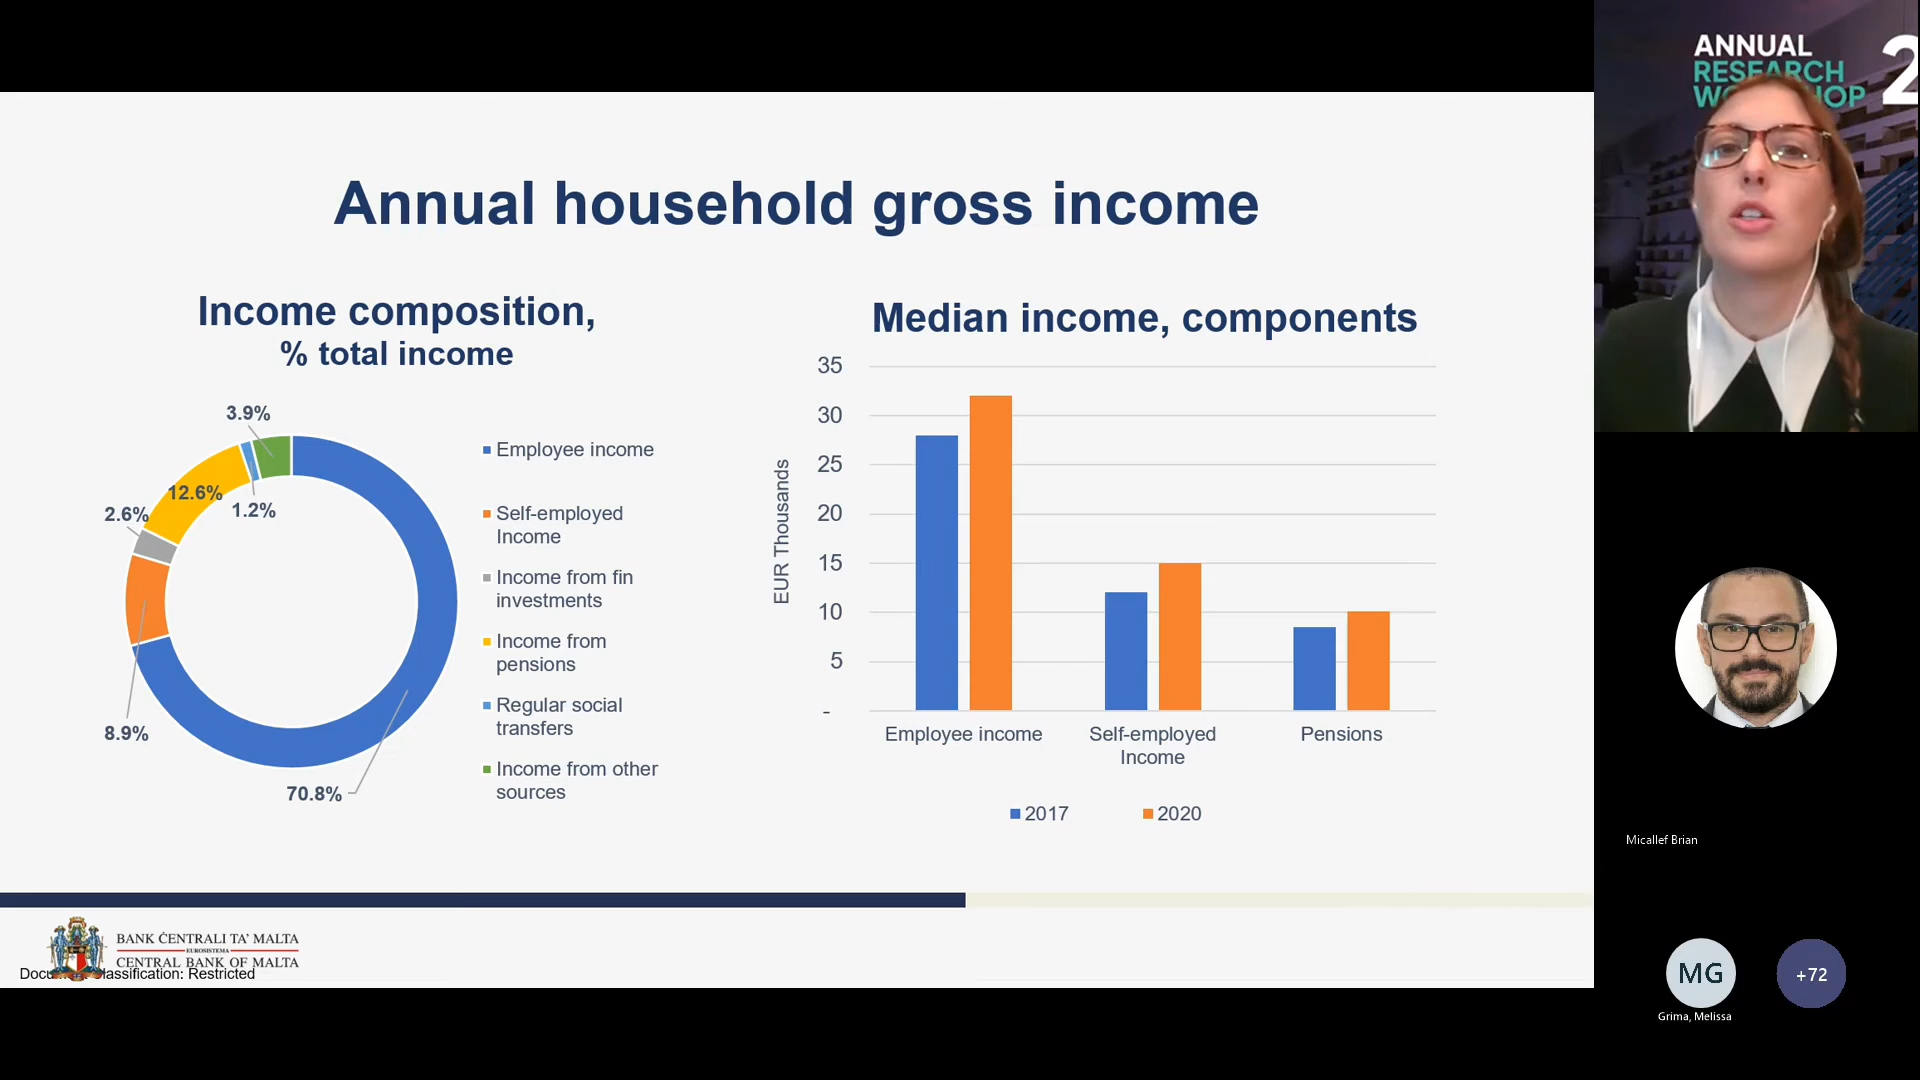 Annual household gross income
Income composition,
% total income
3.9%
12.6%
2.6%
1.2%
8.9%
70.8%
Employee income
Self-employed
Income
Income from fin
investments
Income from
pensions
Regular social
transfers
Income from other
sources
Median income, components
EUR Thousands
35
30
25
20
15
10
5
-
Employee income
Self-employed
Income
Pensions
2017
2020
BANK ĊENTRALI TA' MALTA
EUROSISTEMA
CENTRAL BANK OF MALTA
Restricted
ANNUAL
RESEARCH
2
Micallef Brian
MG
+72
Grima, Melissa